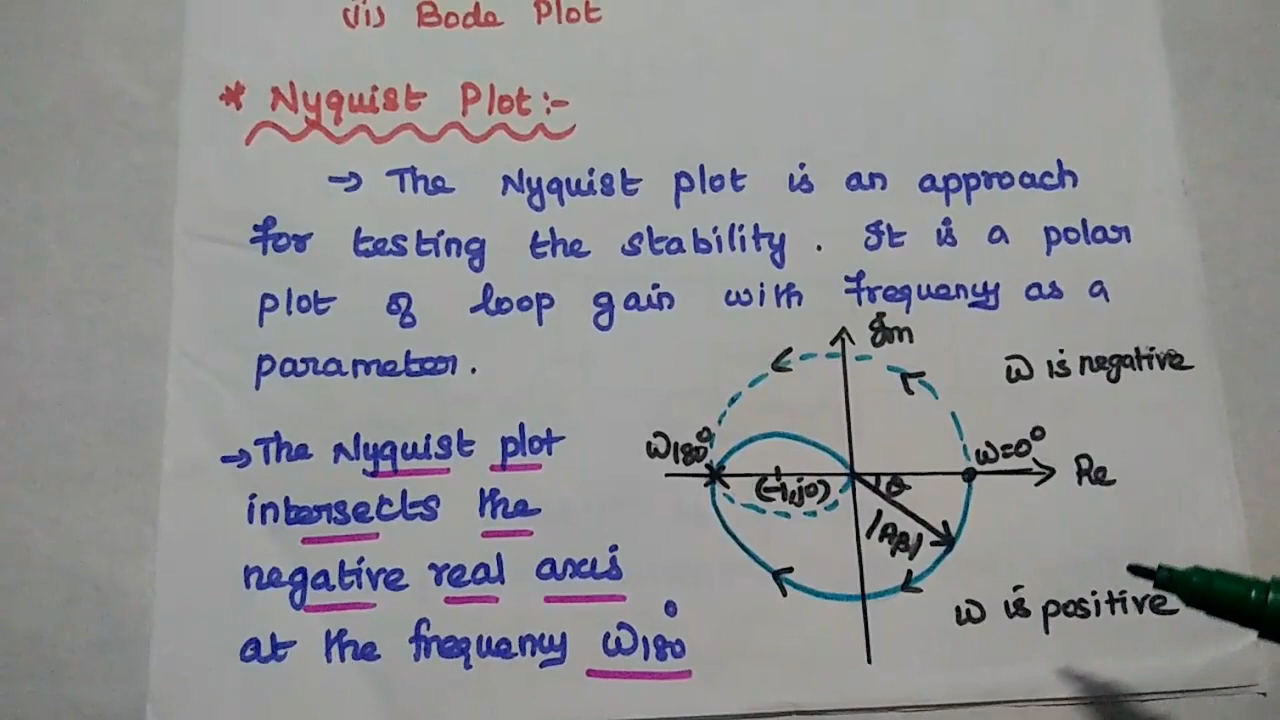 (ii) Bode Plot
* Nyquist Plot:-
→ The Nyquist plot is an approach
for testing the stability. It is a polar
plot of loop gain with frequency as a
parameter.
→ The Nyquist plot
intersects the
negative real axis
at the frequency ω180°
Im
ω is negative
ω180°
ω=0°
(-1,j0)
θ
Re
|Aβ|
ω is positive